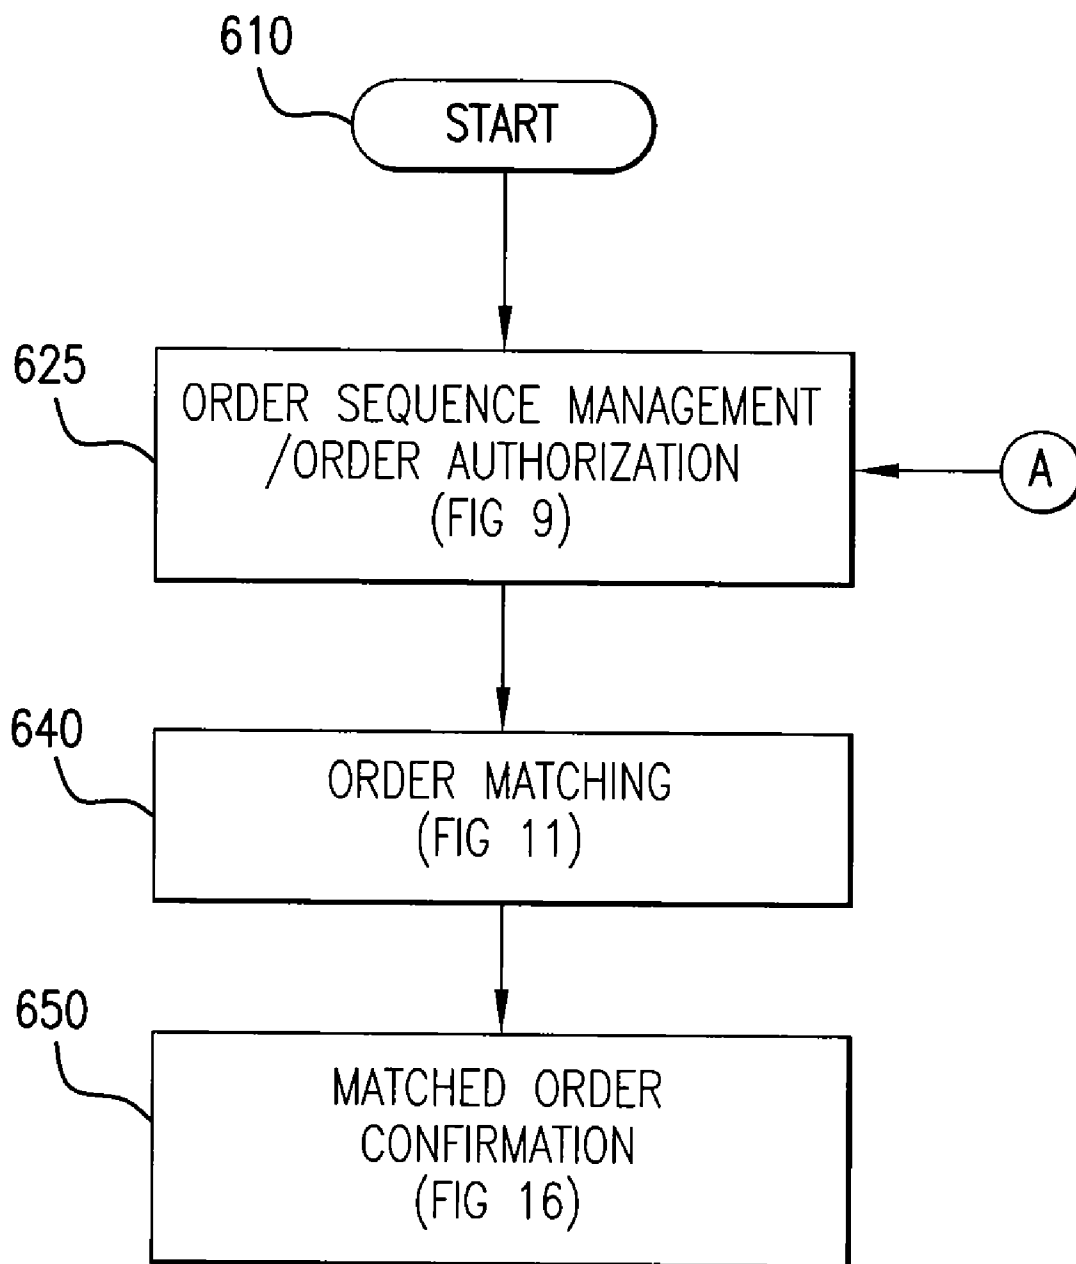 610
START
625
ORDER SEQUENCE MANAGEMENT
/ORDER AUTHORIZATION
(FIG 9)
A
640
ORDER MATCHING
(FIG 11)
650
MATCHED ORDER
CONFIRMATION
(FIG 16)